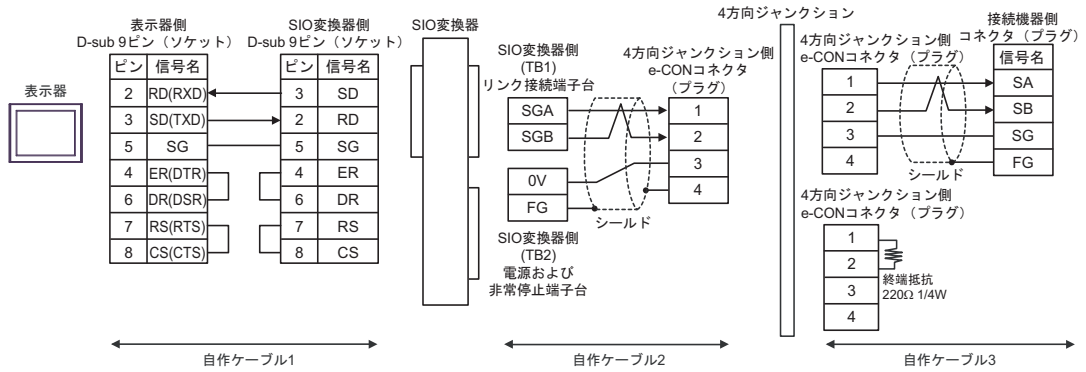 表示器
表示器側
D-sub 9ピン（ソケット）
ピン 信号名
2 RD(RXD)
3 SD(TXD)
5 SG
4 ER(DTR)
6 DR(DSR)
7 RS(RTS)
8 CS(CTS)
SIO変換器側
D-sub 9ピン（ソケット）
ピン 信号名
3 SD
2 RD
5 SG
4 ER
6 DR
7 RS
8 CS
自作ケーブル1
SIO変換器
SIO変換器側
(TB1)
リンク接続端子台
SGA
SGB
0V
FG
SIO変換器側
(TB2)
電源および
非常停止端子台
シールド
4方向ジャンクション側
e-CONコネクタ
（プラグ）
1
2
3
4
自作ケーブル2
4方向ジャンクション
4方向ジャンクション側
e-CONコネクタ（プラグ）
1
2
3
4
シールド
接続機器側
コネクタ（プラグ）
信号名
SA
SB
SG
FG
4方向ジャンクション側
e-CONコネクタ（プラグ）
1
2
3
4
終端抵抗
220Ω 1/4W
自作ケーブル3